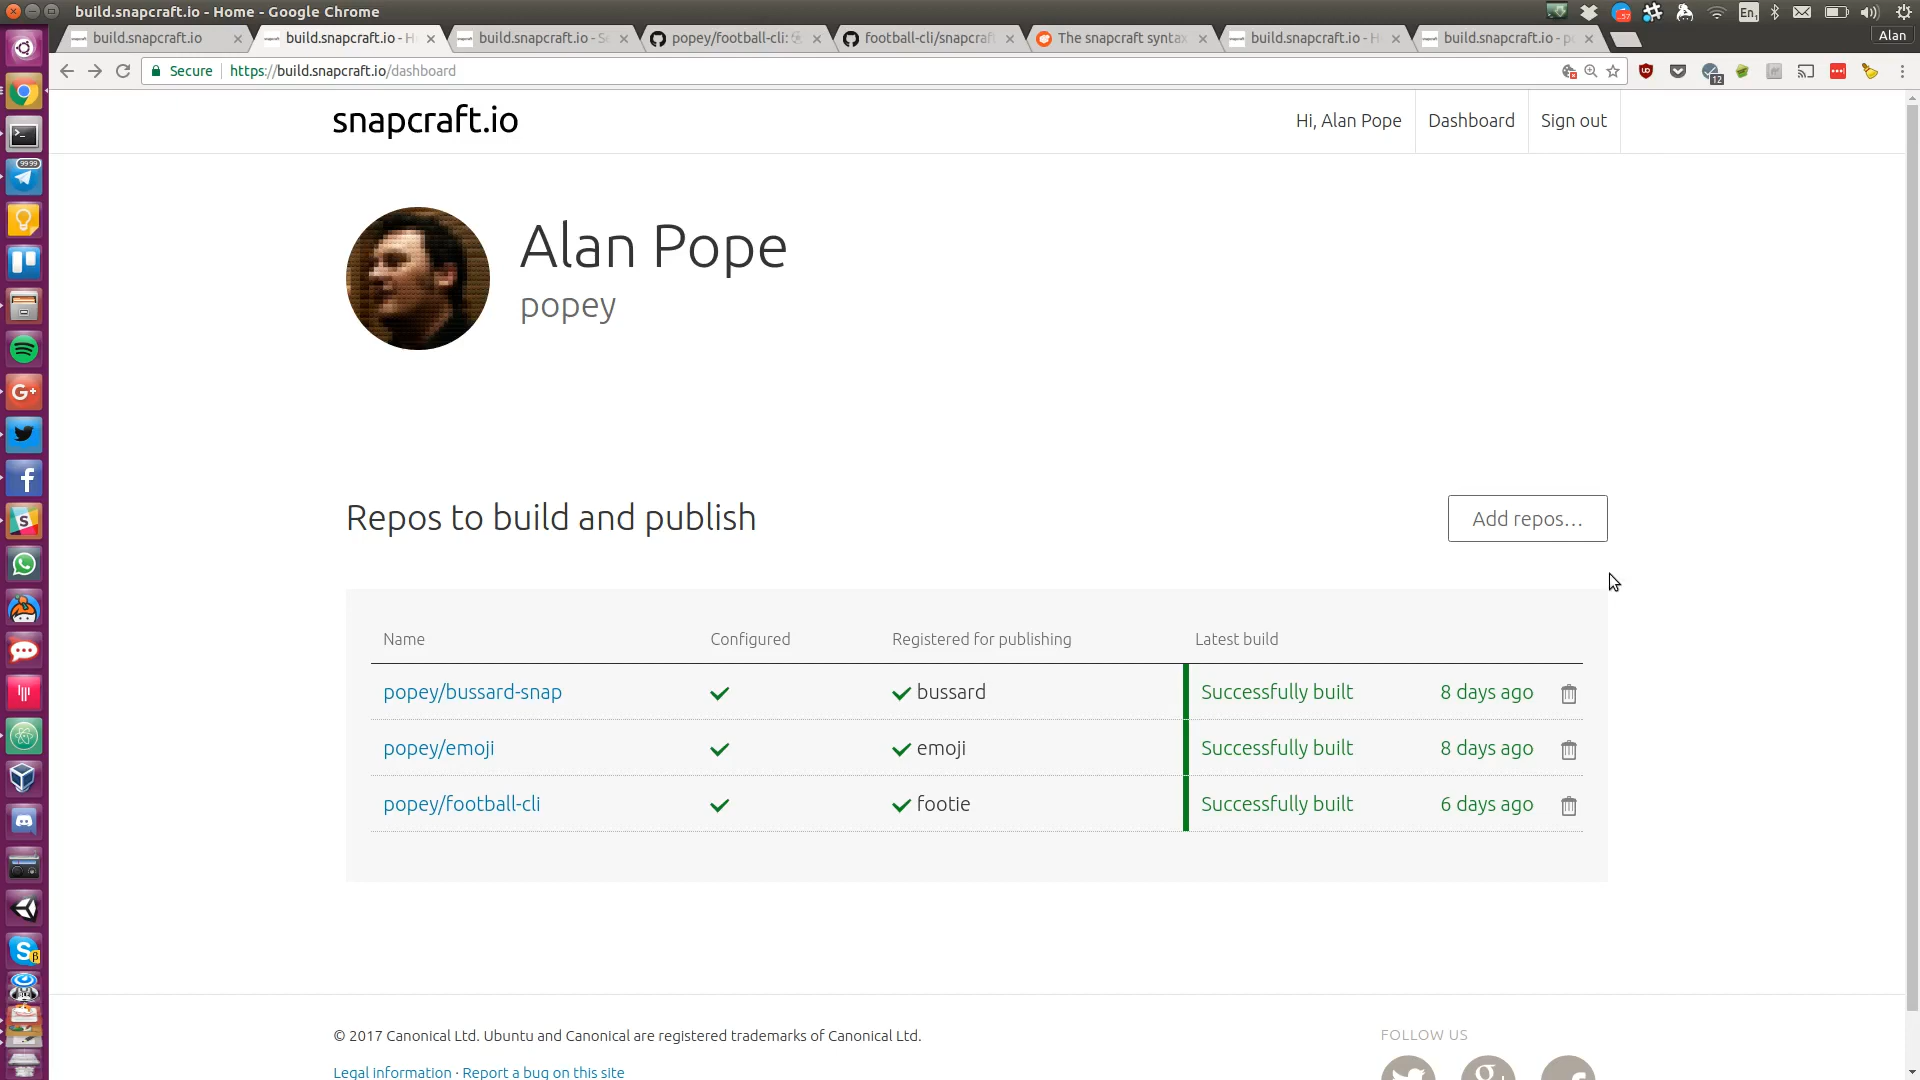 build.snapcraft.io - Home - Google Chrome
En
Alan
build.snapcraft.io
build.snapcraft.io - H
build.snapcraft.io - Se
popey/football-cli:
football-cli/snapcraft
The snapcraft syntax
build.snapcraft.io - H
build.snapcraft.io - po
Secure
https://build.snapcraft.io/dashboard
12
snapcraft.io
Hi, Alan Pope
Dashboard
Sign out
Alan Pope
popey
Repos to build and publish
Add repos...
Name Configured Registered for publishing Latest build
popey/bussard-snap bussard Successfully built 8 days ago
popey/emoji emoji Successfully built 8 days ago
popey/football-cli footie Successfully built 6 days ago
© 2017 Canonical Ltd. Ubuntu and Canonical are registered trademarks of Canonical Ltd.
FOLLOW US
Legal information · Report a bug on this site